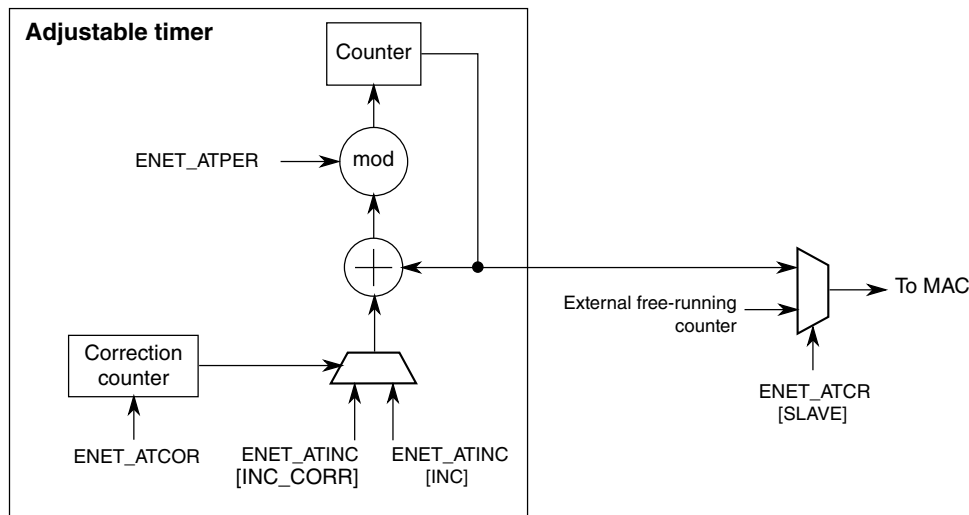 Adjustable timer
Counter
ENET_ATPER
mod
External free-running
counter
To MAC
Correction
counter
ENET_ATCOR
ENET_ATINC
[INC_CORR]
ENET_ATINC
[INC]
ENET_ATCR
[SLAVE]